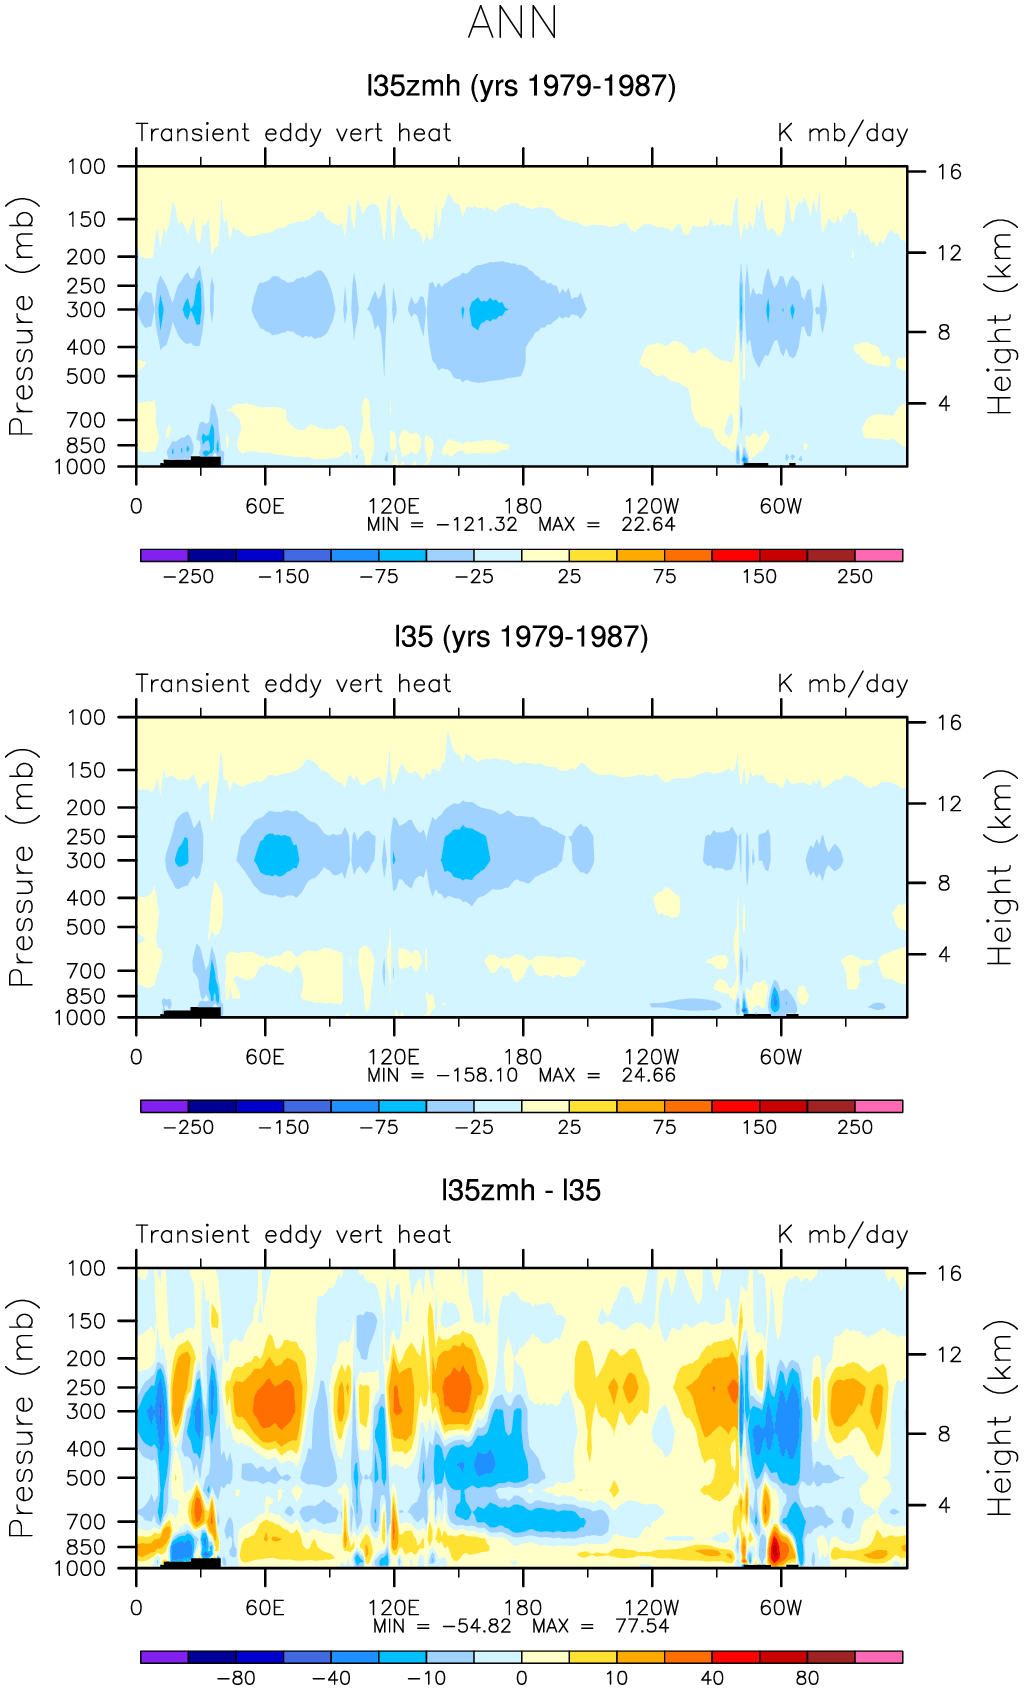 ANN
l35zmh (yrs 1979-1987)
Transient eddy vert heat K mb/day
Pressure (mb)
100
150
200
250
300
400
500
700
850
1000
16
12
8
4
Height (km)
0 60E 120E 180 120W 60W
MIN = -121.32 MAX = 22.64
-250 -150 -75 -25 25 75 150 250
l35 (yrs 1979-1987)
Transient eddy vert heat K mb/day
Pressure (mb)
100
150
200
250
300
400
500
700
850
1000
16
12
8
4
Height (km)
0 60E 120E 180 120W 60W
MIN = -158.10 MAX = 24.66
-250 -150 -75 -25 25 75 150 250
l35zmh - l35
Transient eddy vert heat K mb/day
Pressure (mb)
100
150
200
250
300
400
500
700
850
1000
16
12
8
4
Height (km)
0 60E 120E 180 120W 60W
MIN = -54.82 MAX = 77.54
-80 -40 -10 0 10 40 80